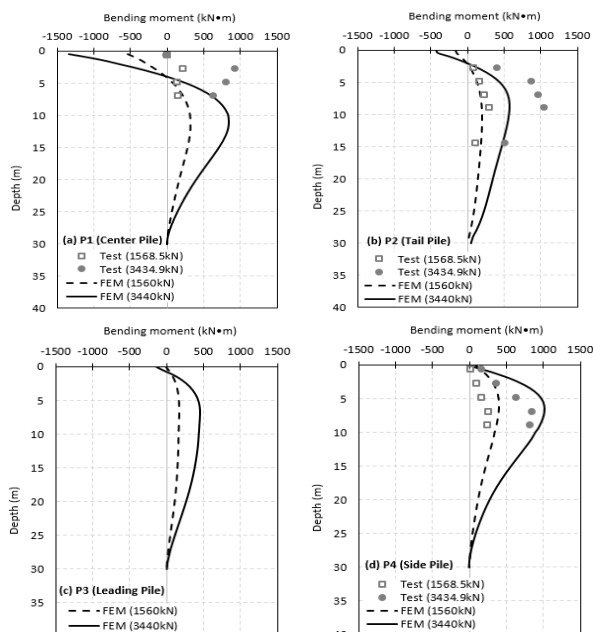 Bending moment (kN•m)
-1500 -1000 -500 0 500 1000 1500
0
5
10
15
20
25
30
35
40
Depth (m)
(a) P1 (Center Pile)
Test (1568.5kN)
Test (3434.9kN)
FEM (1560kN)
FEM (3440kN)
Bending moment (kN•m)
-1500 -1000 -500 0 500 1000 1500
0
5
10
15
20
25
30
35
40
Depth (m)
(b) P2 (Tail Pile)
Test (1568.5kN)
Test (3434.9kN)
FEM (1560kN)
FEM (3440kN)
Bending moment (kN•m)
-1500 -1000 -500 0 500 1000 1500
0
5
10
15
20
25
30
35
Depth (m)
(c) P3 (Leading Pile)
FEM (1560kN)
FEM (3440kN)
Bending moment (kN•m)
-1500 -1000 -500 0 500 1000 1500
0
5
10
15
20
25
30
35
Depth (m)
(d) P4 (Side Pile)
Test (1568.5kN)
Test (3434.9kN)
FEM (1560kN)
FEM (3440kN)